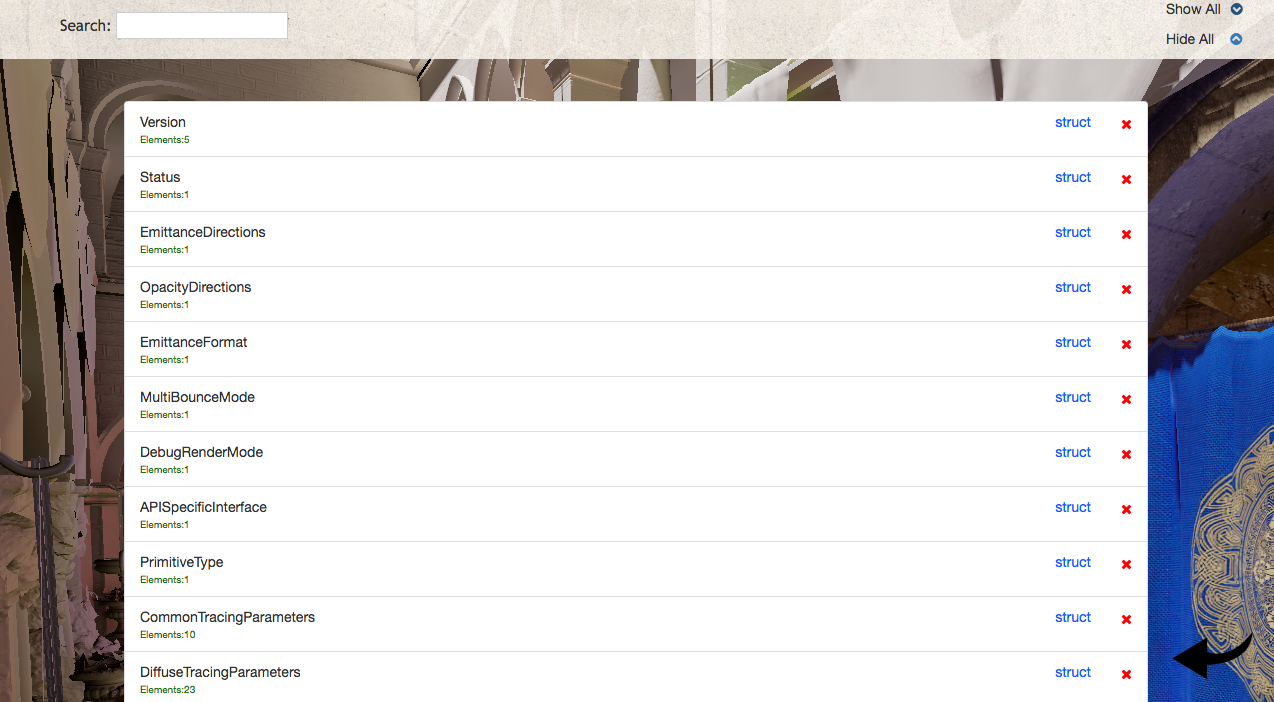 Search:
Show All
Hide All
Version struct
Elements:5
Status struct
Elements:1
EmittanceDirections struct
Elements:1
OpacityDirections struct
Elements:1
EmittanceFormat struct
Elements:1
MultiBounceMode struct
Elements:1
DebugRenderMode struct
Elements:1
APISpecificInterface struct
Elements:1
PrimitiveType struct
Elements:1
CommonTracingParameters struct
Elements:10
DiffuseTracingParameters struct
Elements:23